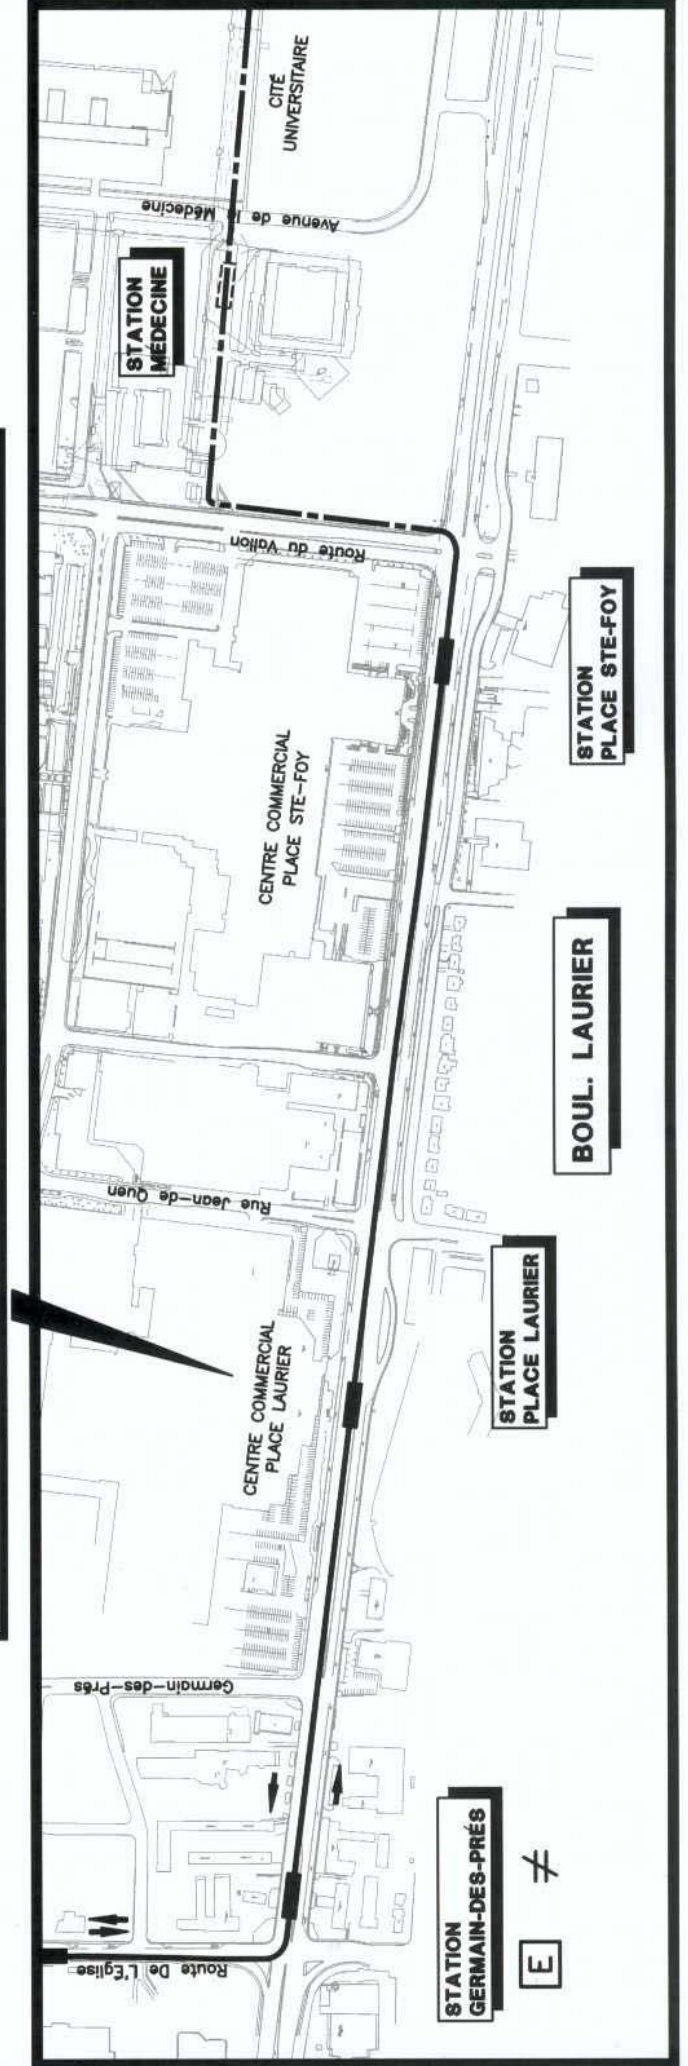 CITÉ
UNIVERSITAIRE
Avenue de la Médecine
STATION
MÉDECINE
Route du Vallon
STATION
PLACE STE-FOY
CENTRE COMMERCIAL
PLACE STE-FOY
BOUL. LAURIER
Rue Jean-de Quen
STATION
PLACE LAURIER
CENTRE COMMERCIAL
PLACE LAURIER
Germain-des-Prés
STATION
GERMAIN-DES-PRÉS
Route De L'Église
E ≠